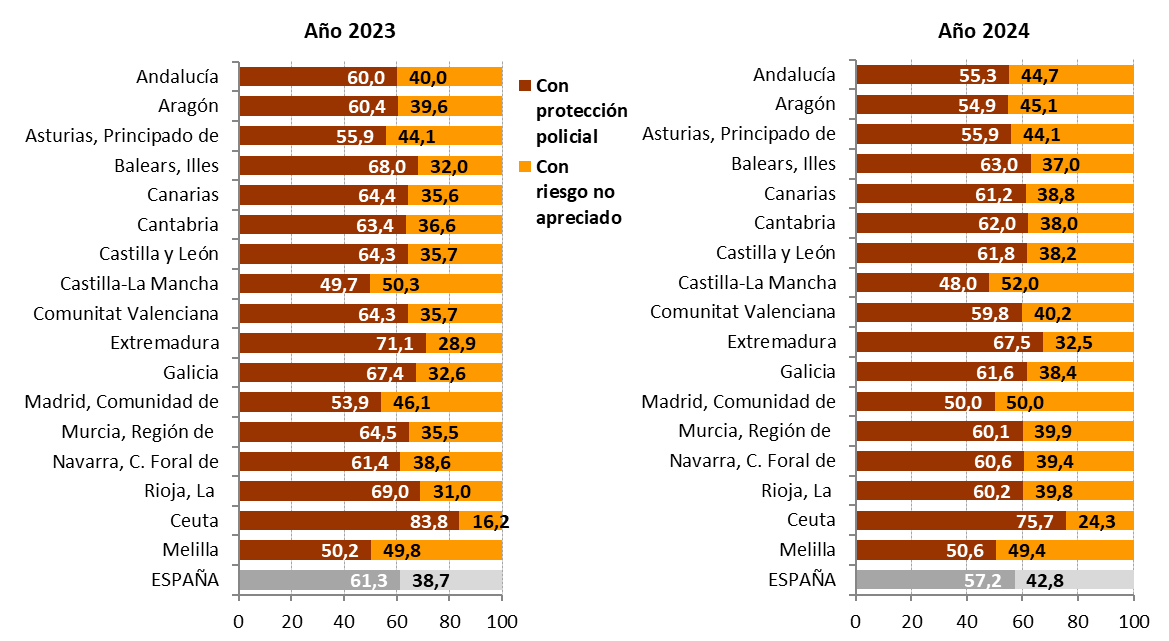 Año 2023
Andalucía 60,0 40,0
Aragón 60,4 39,6
Asturias, Principado de 55,9 44,1
Balears, Illes 68,0 32,0
Canarias 64,4 35,6
Cantabria 63,4 36,6
Castilla y León 64,3 35,7
Castilla-La Mancha 49,7 50,3
Comunitat Valenciana 64,3 35,7
Extremadura 71,1 28,9
Galicia 67,4 32,6
Madrid, Comunidad de 53,9 46,1
Murcia, Región de 64,5 35,5
Navarra, C. Foral de 61,4 38,6
Rioja, La 69,0 31,0
Ceuta 83,8 16,2
Melilla 50,2 49,8
ESPAÑA 61,3 38,7
0 20 40 60 80 100
Con
protección
policial
Con
riesgo no
apreciado
Año 2024
Andalucía 55,3 44,7
Aragón 54,9 45,1
Asturias, Principado de 55,9 44,1
Balears, Illes 63,0 37,0
Canarias 61,2 38,8
Cantabria 62,0 38,0
Castilla y León 61,8 38,2
Castilla-La Mancha 48,0 52,0
Comunitat Valenciana 59,8 40,2
Extremadura 67,5 32,5
Galicia 61,6 38,4
Madrid, Comunidad de 50,0 50,0
Murcia, Región de 60,1 39,9
Navarra, C. Foral de 60,6 39,4
Rioja, La 60,2 39,8
Ceuta 75,7 24,3
Melilla 50,6 49,4
ESPAÑA 57,2 42,8
0 20 40 60 80 100